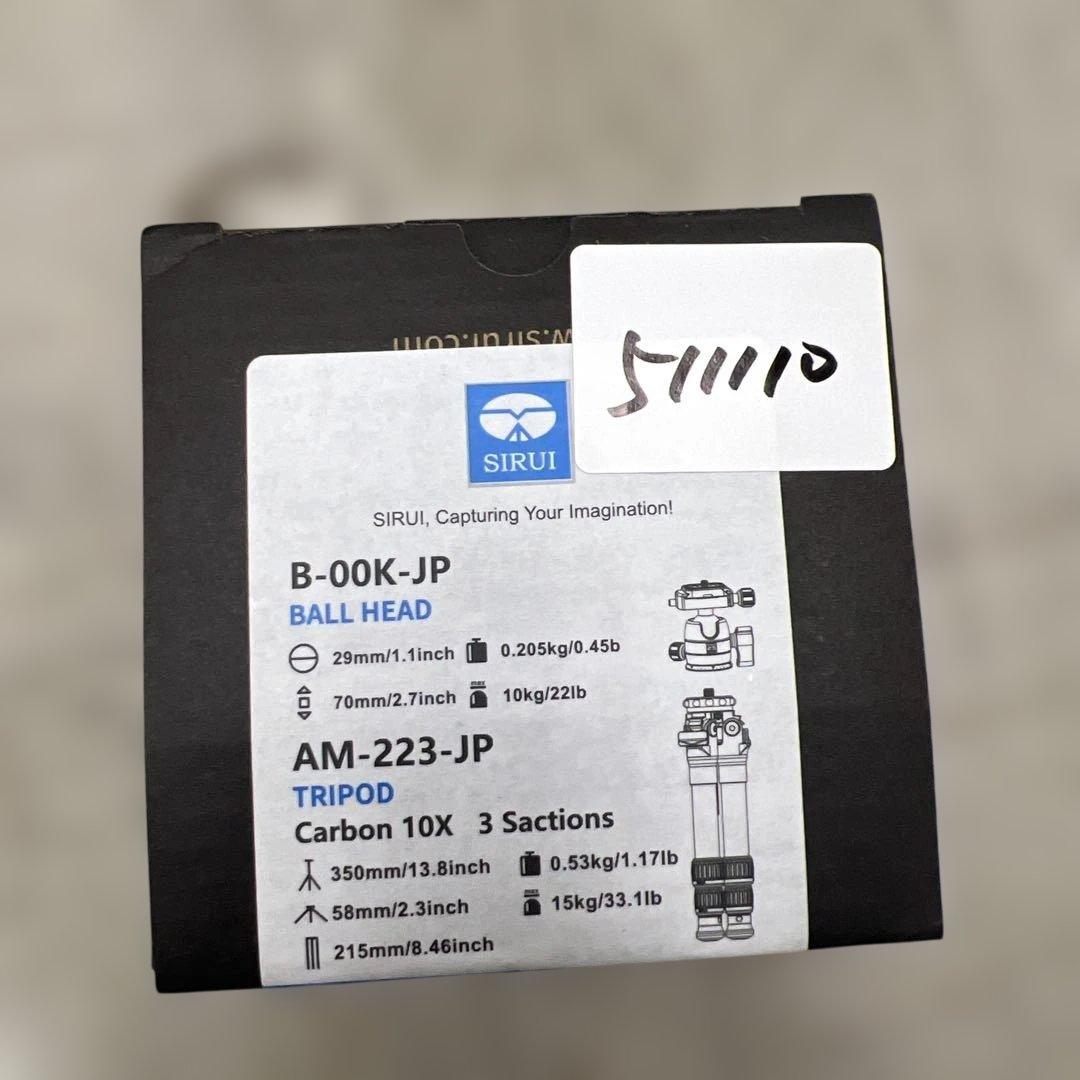 w.sirui.com
SIRUI
SIRUI, Capturing Your Imagination!
B-00K-JP
BALL HEAD
29mm/1.1inch 0.205kg/0.45b
70mm/2.7inch max 10kg/22lb
AM-223-JP
TRIPOD
Carbon 10X 3 Sactions
350mm/13.8inch 0.53kg/1.17lb
58mm/2.3inch max 15kg/33.1lb
215mm/8.46inch